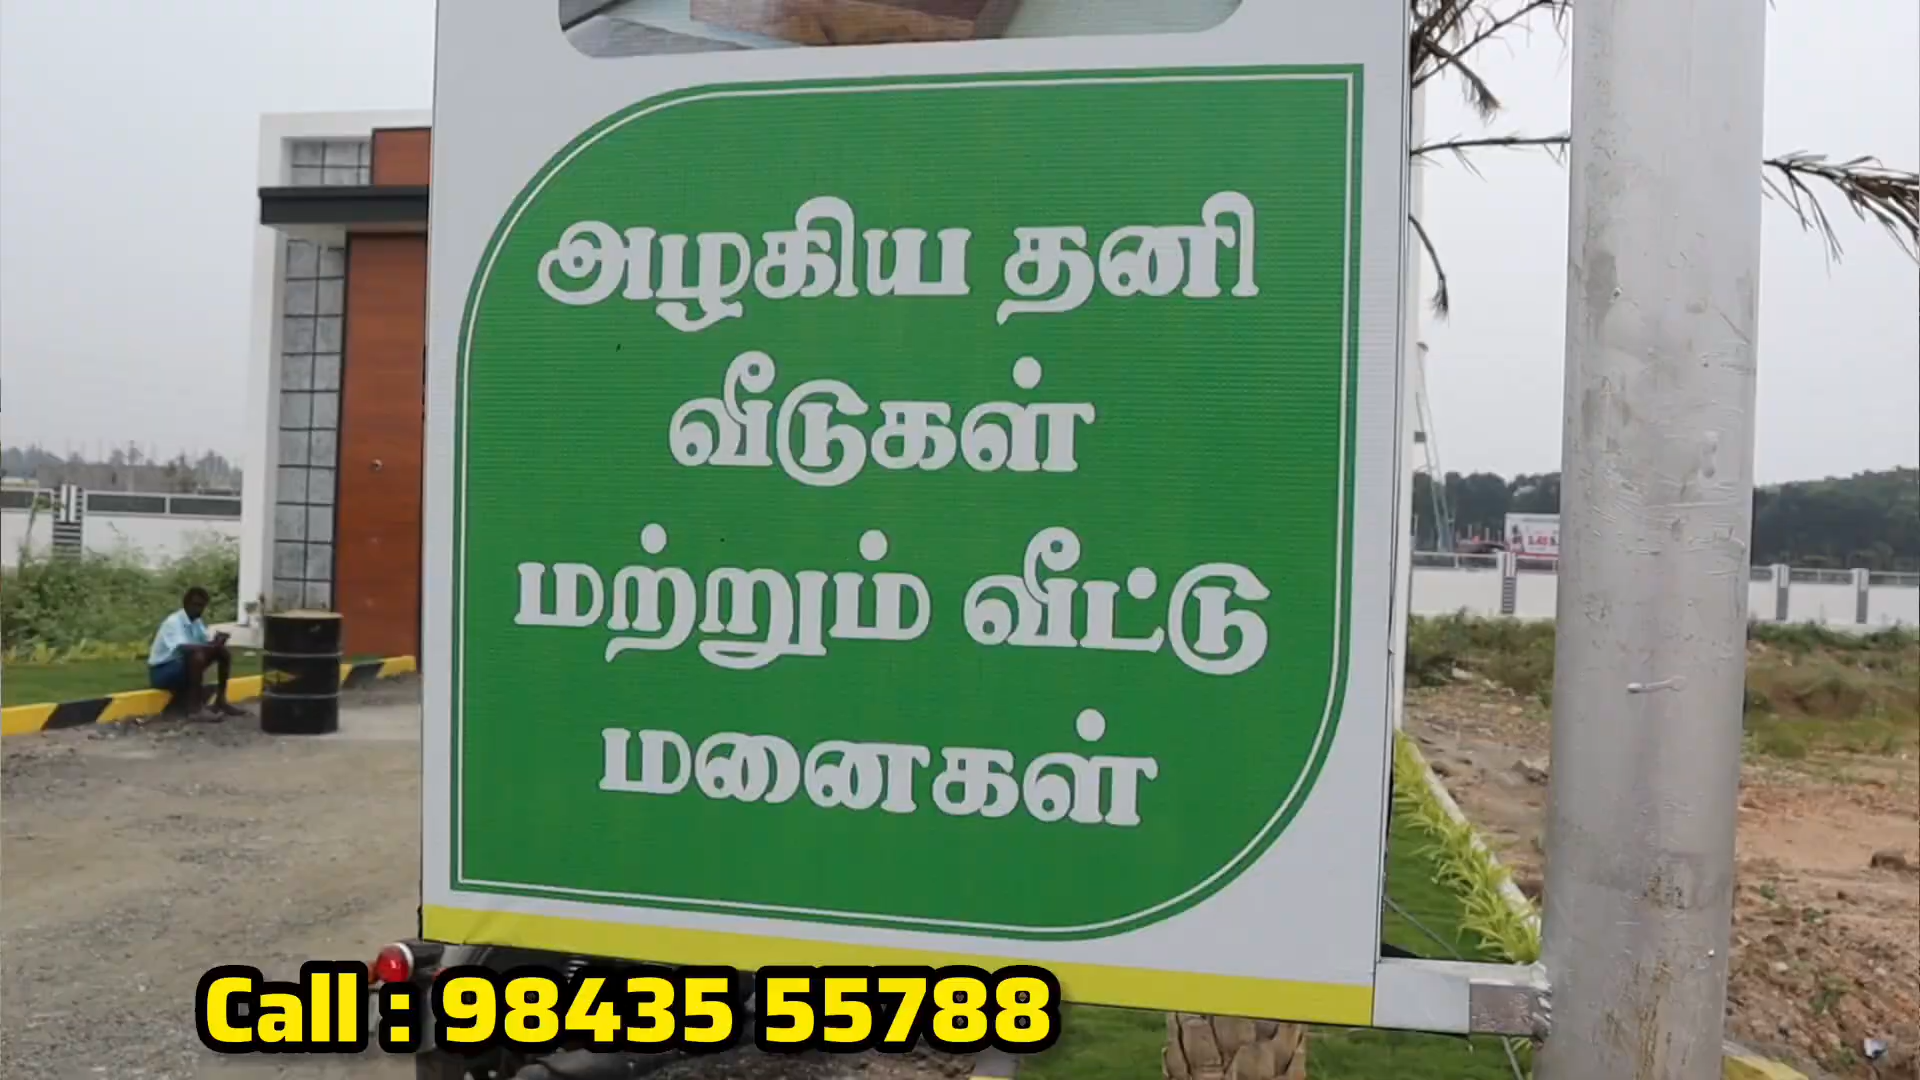 அழகிய தனி
வீடுகள்
மற்றும் வீட்டு
மனைகள்
Call : 98435 55788